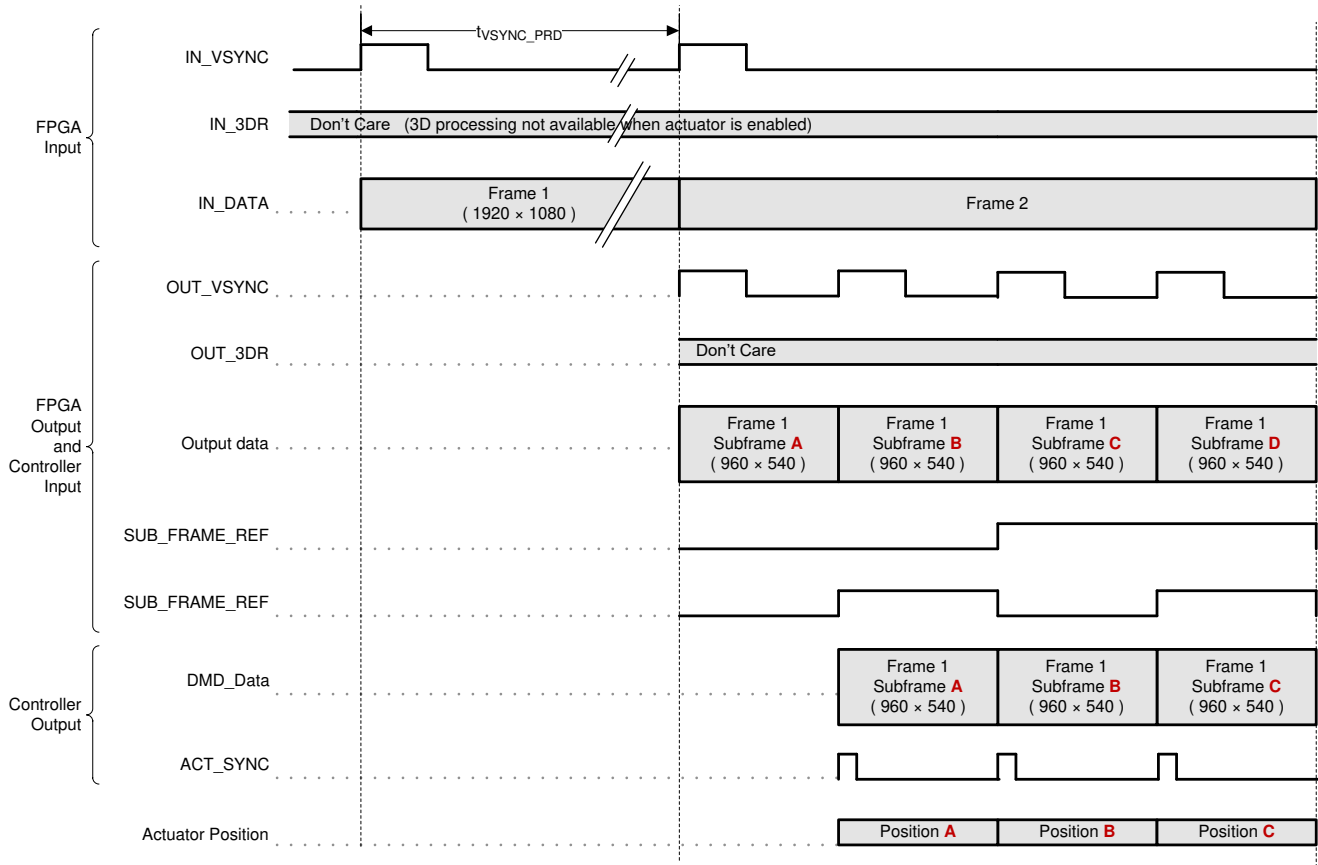 tVSYNC_PRD
IN_VSYNC
FPGA
Input
IN_3DR
Don't Care (3D processing not available when actuator is enabled)
IN_DATA
Frame 1
( 1920 × 1080 )
Frame 2
OUT_VSYNC
OUT_3DR
Don't Care
FPGA
Output
and
Controller
Input
Output data
Frame 1
Subframe A
( 960 × 540 )
Frame 1
Subframe B
( 960 × 540 )
Frame 1
Subframe C
( 960 × 540 )
Frame 1
Subframe D
( 960 × 540 )
SUB_FRAME_REF
SUB_FRAME_REF
Controller
Output
DMD_Data
Frame 1
Subframe A
( 960 × 540 )
Frame 1
Subframe B
( 960 × 540 )
Frame 1
Subframe C
( 960 × 540 )
ACT_SYNC
Actuator Position
Position A
Position B
Position C